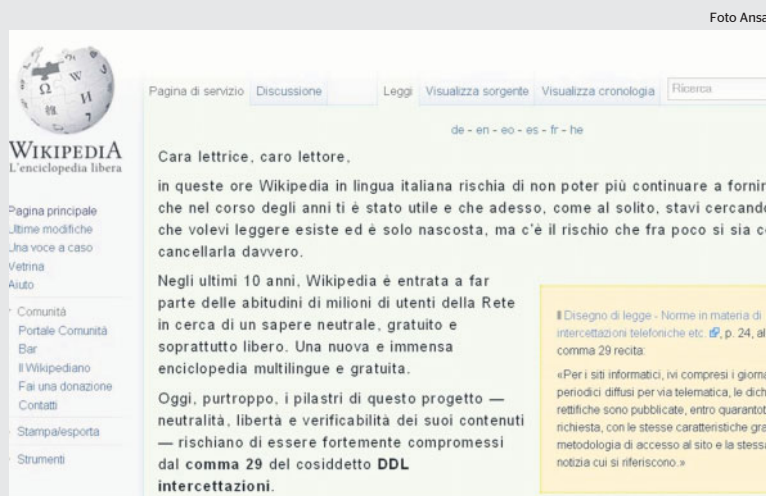 Foto Ansa
Pagina di servizio Discussione Leggi Visualizza sorgente Visualizza cronologia Ricerca
WIKIPEDIA
L'enciclopedia libera
Pagina principale
Ultime modifiche
Una voce a caso
Vetrina
Aiuto
Comunità
Portale Comunità
Bar
Il Wikipediano
Fai una donazione
Contatti
Stampa/esporta
Strumenti
de - en - eo - es - fr - he
Cara lettrice, caro lettore,
in queste ore Wikipedia in lingua italiana rischia di non poter più continuare a fornir
che nel corso degli anni ti è stato utile e che adesso, come al solito, stavi cercando
che volevi leggere esiste ed è solo nascosta, ma c'è il rischio che fra poco si sia co
cancellarla davvero.
Negli ultimi 10 anni, Wikipedia è entrata a far
parte delle abitudini di milioni di utenti della Rete
in cerca di un sapere neutrale, gratuito e
soprattutto libero. Una nuova e immensa
enciclopedia multilingue e gratuita.
Oggi, purtroppo, i pilastri di questo progetto —
neutralità, libertà e verificabilità dei suoi contenuti
— rischiano di essere fortemente compromessi
dal comma 29 del cosiddetto DDL
intercettazioni.
Il Disegno di legge - Norme in materia di
intercettazioni telefoniche etc. , p. 24, al
comma 29 recita:
«Per i siti informatici, ivi compresi i giorna
periodici diffusi per via telematica, le dich
rettifiche sono pubblicate, entro quarantot
richiesta, con le stesse caratteristiche gra
metodologia di accesso al sito e la stessa
notizia cui si riferiscono.»